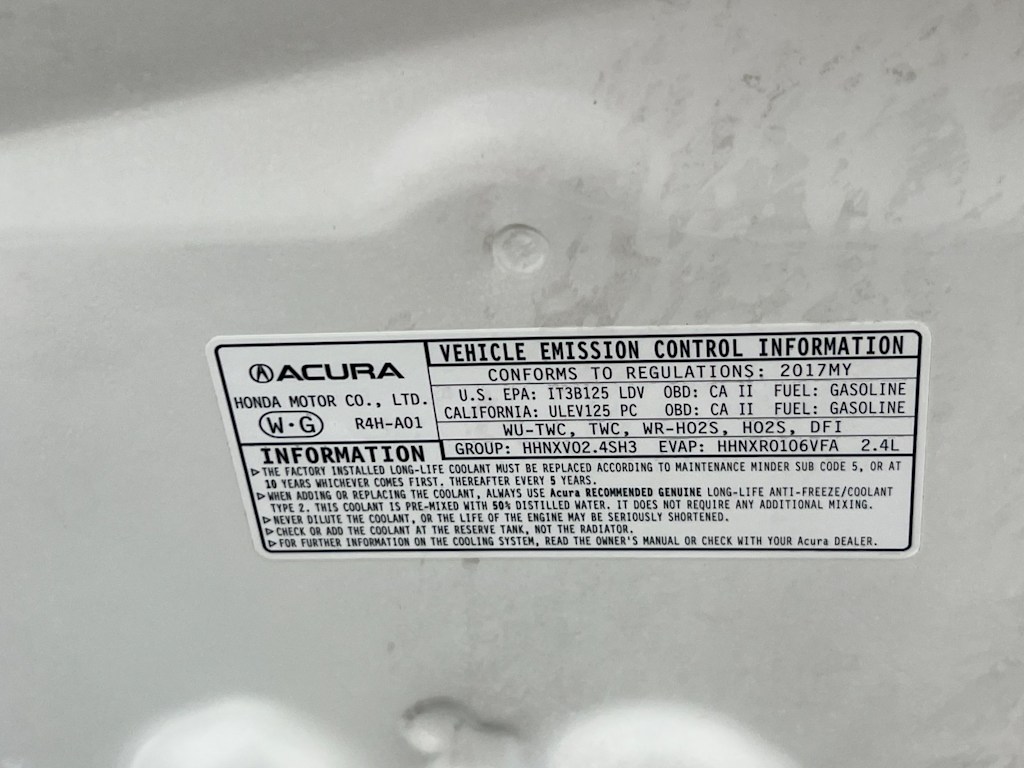 ACURA
HONDA MOTOR CO., LTD.
W·G R4H-A01
VEHICLE EMISSION CONTROL INFORMATION
CONFORMS TO REGULATIONS: 2017MY
U.S. EPA: IT3B125 LDV OBD: CA II FUEL: GASOLINE
CALIFORNIA: ULEV125 PC OBD: CA II FUEL: GASOLINE
WU-TWC, TWC, WR-HO2S, HO2S, DFI
GROUP: HHNXV02.4SH3 EVAP: HHNXR0106VFA 2.4L
INFORMATION
▷THE FACTORY INSTALLED LONG-LIFE COOLANT MUST BE REPLACED ACCORDING TO MAINTENANCE MINDER SUB CODE 5, OR AT
10 YEARS WHICHEVER COMES FIRST. THEREAFTER EVERY 5 YEARS.
▷WHEN ADDING OR REPLACING THE COOLANT, ALWAYS USE Acura RECOMMENDED GENUINE LONG-LIFE ANTI-FREEZE/COOLANT
TYPE 2. THIS COOLANT IS PRE-MIXED WITH 50% DISTILLED WATER. IT DOES NOT REQUIRE ANY ADDITIONAL MIXING.
▷NEVER DILUTE THE COOLANT, OR THE LIFE OF THE ENGINE MAY BE SERIOUSLY SHORTENED.
▷CHECK OR ADD THE COOLANT AT THE RESERVE TANK, NOT THE RADIATOR.
▷FOR FURTHER INFORMATION ON THE COOLING SYSTEM, READ THE OWNER'S MANUAL OR CHECK WITH YOUR Acura DEALER.